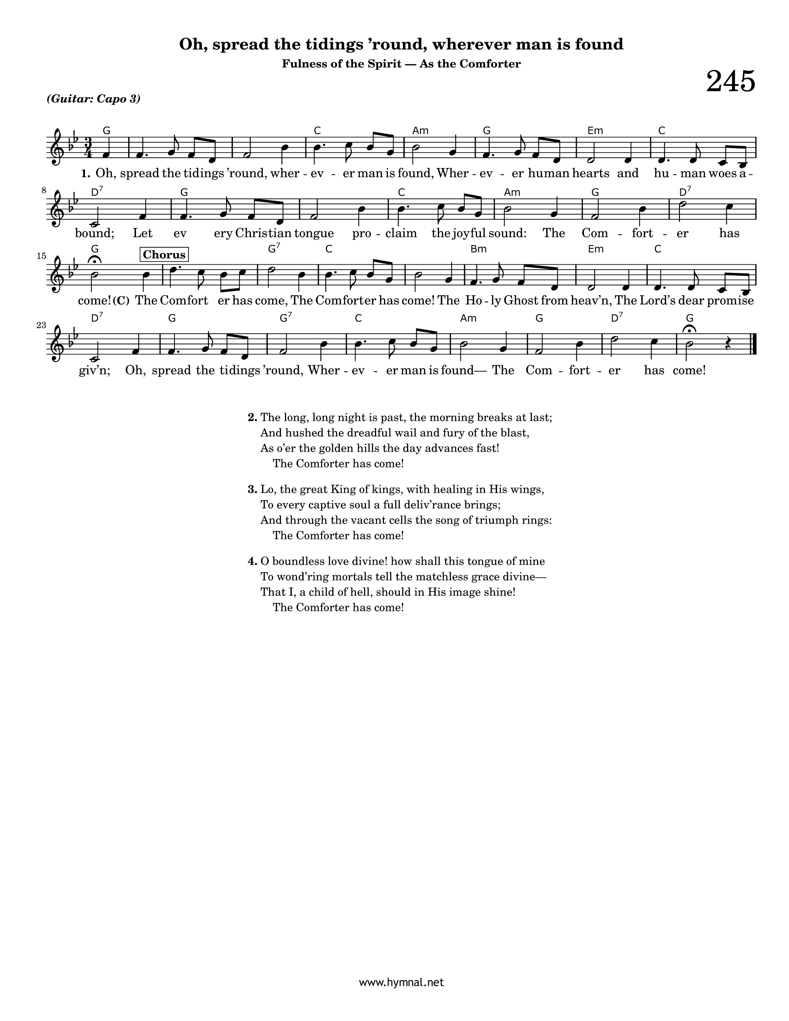 Oh, spread the tidings ’round, wherever man is found
Fulness of the Spirit — As the Comforter
245
(Guitar: Capo 3)
G C Am G Em C
1. Oh, spread the tidings ’round, wher - ev - er man is found, Wher - ev - er human hearts and hu - man woes a -
8 D7 G C Am G D7
bound; Let ev ery Christian tongue pro - claim the joyful sound: The Com - fort - er has
15 G Chorus G7 C Bm Em C
come! (C) The Comfort er has come, The Comforter has come! The Ho - ly Ghost from heav’n, The Lord’s dear promise
23 D7 G G7 C Am G D7 G
giv’n; Oh, spread the tidings ’round, Wher - ev - er man is found— The Com - fort - er has come!
2. The long, long night is past, the morning breaks at last;
And hushed the dreadful wail and fury of the blast,
As o’er the golden hills the day advances fast!
The Comforter has come!
3. Lo, the great King of kings, with healing in His wings,
To every captive soul a full deliv’rance brings;
And through the vacant cells the song of triumph rings:
The Comforter has come!
4. O boundless love divine! how shall this tongue of mine
To wond’ring mortals tell the matchless grace divine—
That I, a child of hell, should in His image shine!
The Comforter has come!
www.hymnal.net